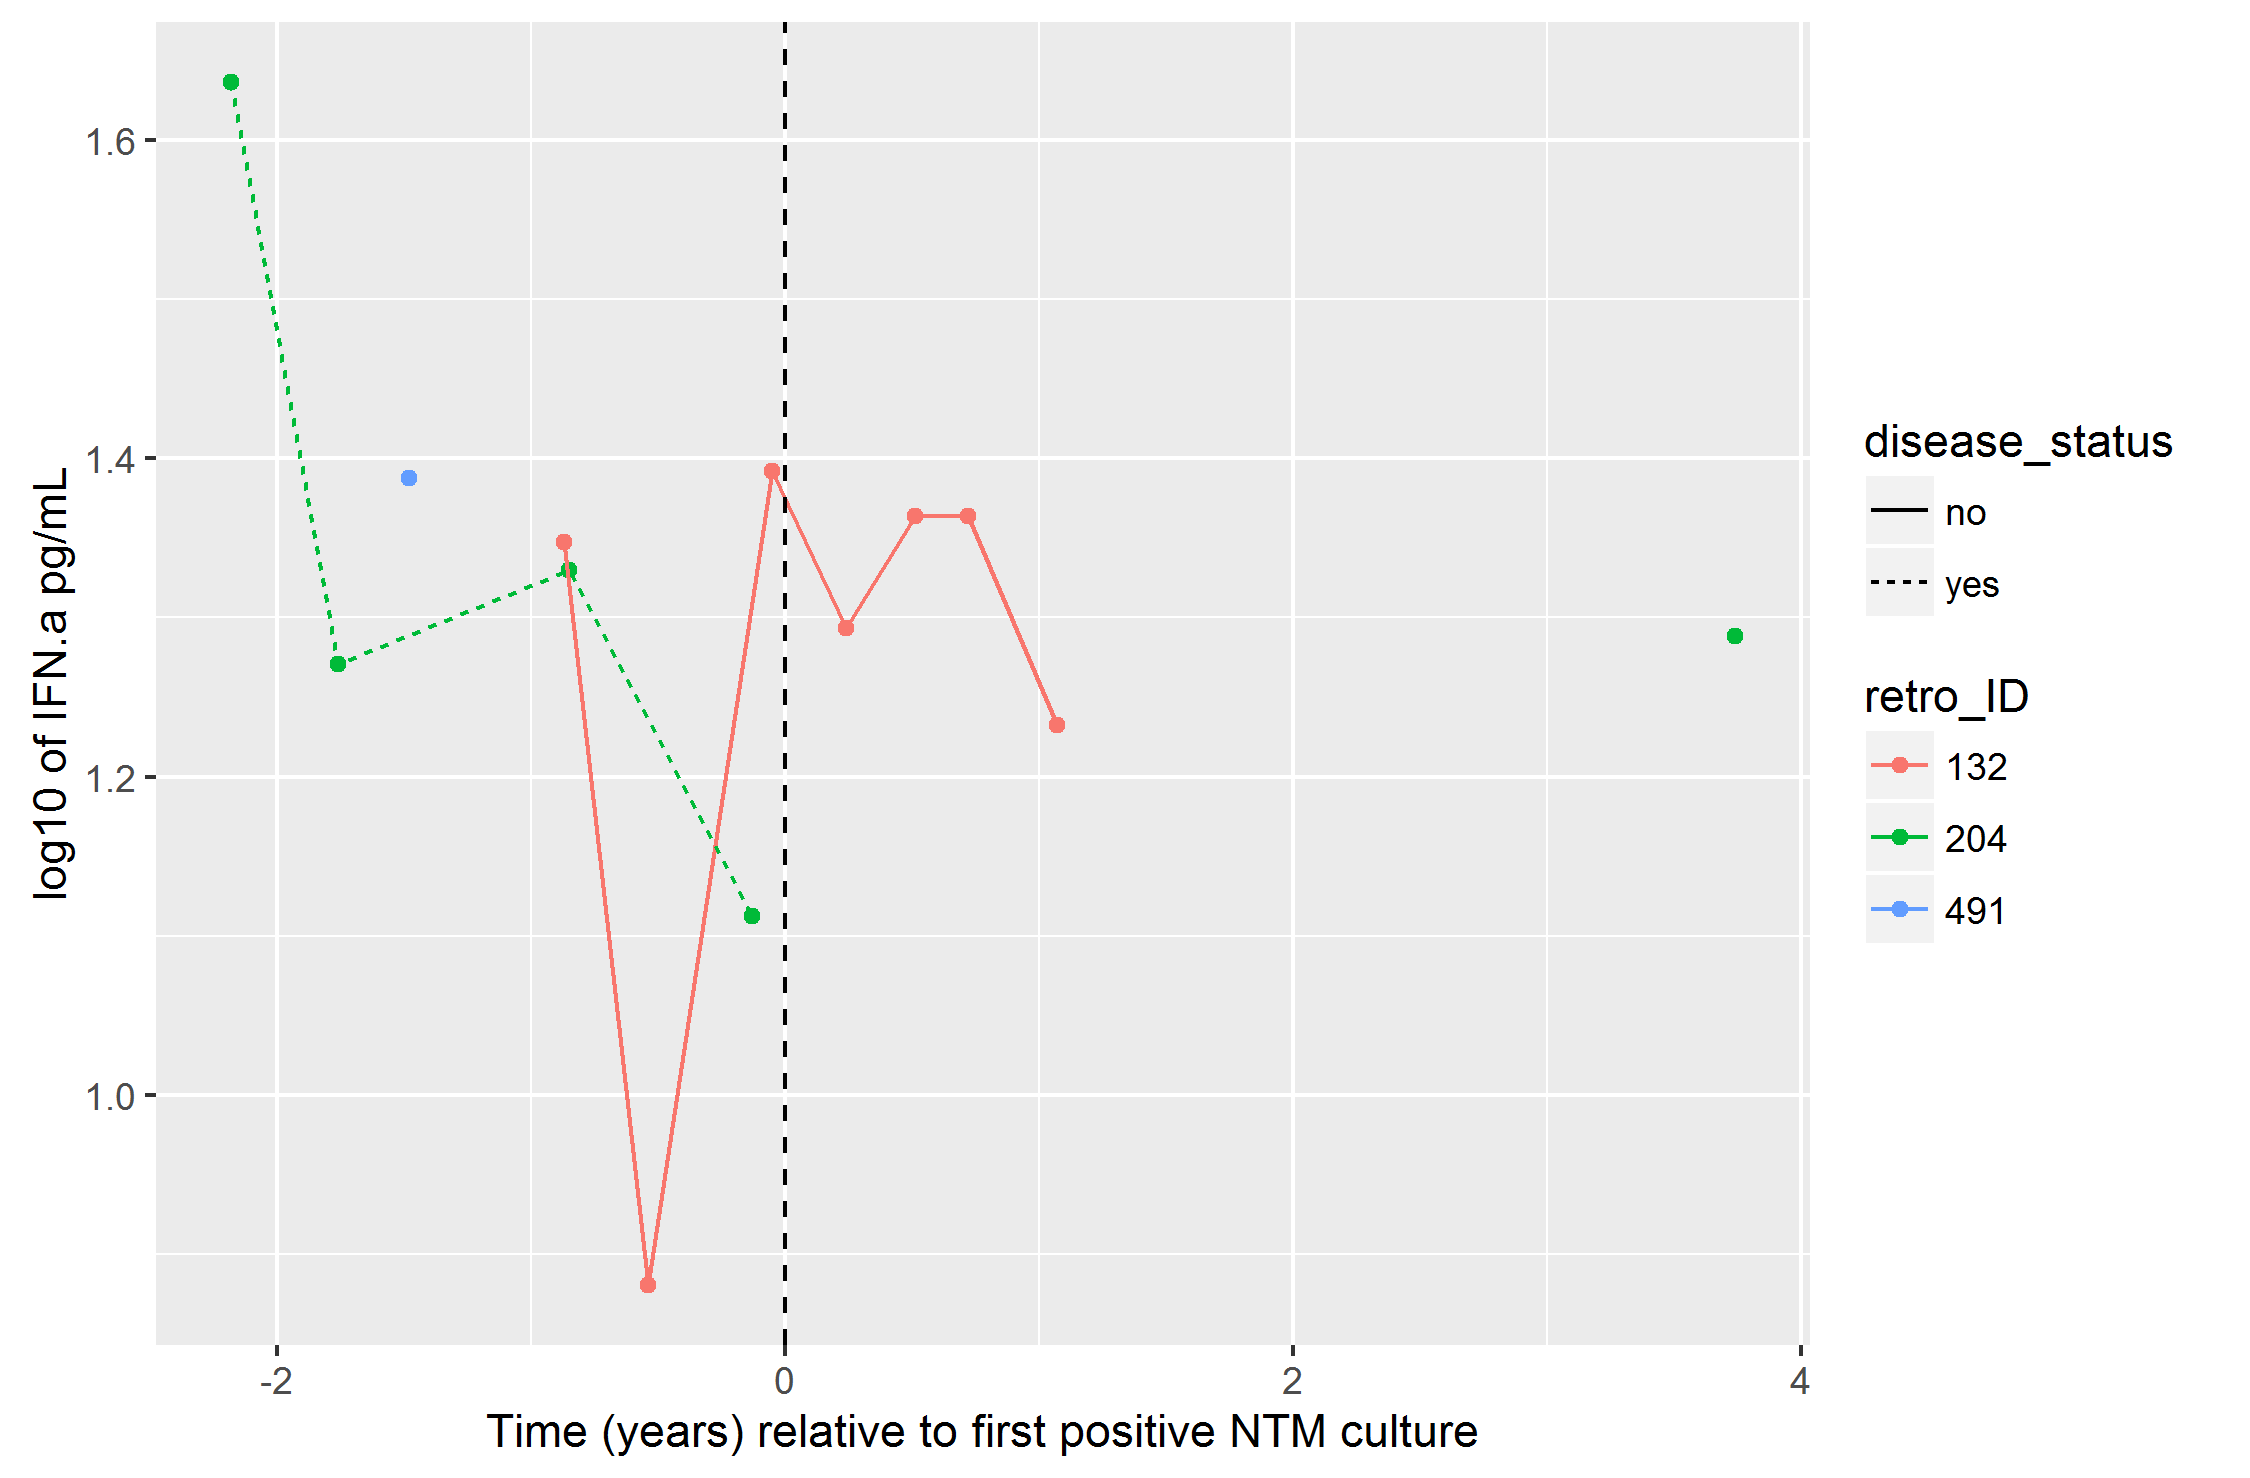 log10 of IFN.a pg/mL
1.6
1.4
1.2
1.0
-2
0
2
4
Time (years) relative to first positive NTM culture
disease_status
no
yes
retro_ID
132
204
491